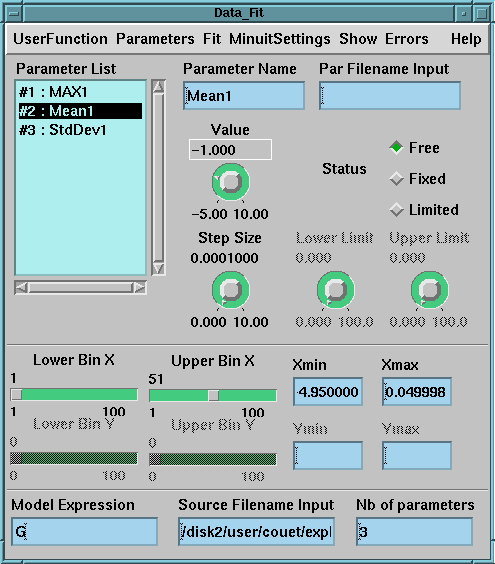 Data_Fit
UserFunction Parameters Fit MinuitSettings Show Errors Help
Parameter List Parameter Name Par Filename Input
#1 : MAX1
#2 : Mean1
#3 : StdDev1
Mean1
Value
-1.000
-5.00 10.00
Status
Free
Fixed
Limited
Step Size Lower Limit Upper Limit
0.0001000 0.000 0.000
0.000 10.00 0.000 100.0 0.000 100.0
Lower Bin X Upper Bin X Xmin Xmax
1 51
4.950000 0.049998
1 100 1 100
Lower Bin Y Upper Bin Y Ymin Ymax
0 0
0 100 0 100
Model Expression Source Filename Input Nb of parameters
G /disk2/user/couet/expl 3